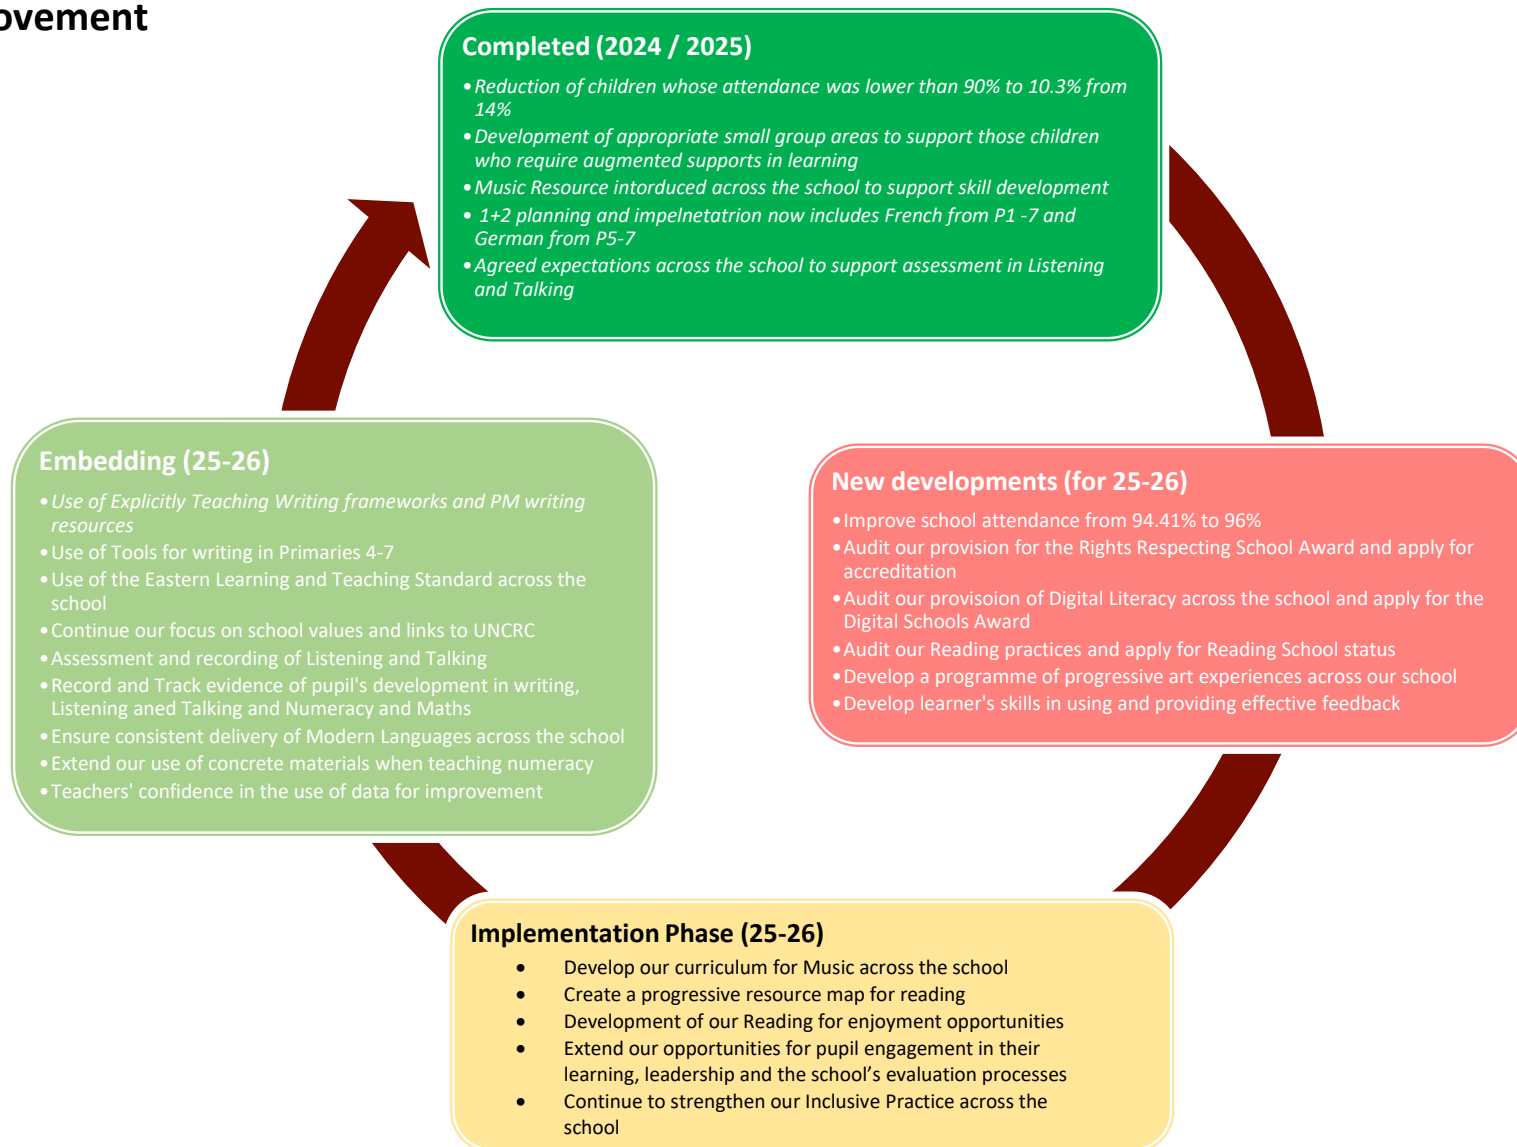 ovement
Completed (2024 / 2025)
•Reduction of children whose attendance was lower than 90% to 10.3% from
14%
•Development of appropriate small group areas to support those children
who require augmented supports in learning
•Music Resource intorduced across the school to support skill development
• 1+2 planning and impelnetatrion now includes French from P1 -7 and
German from P5-7
•Agreed expectations across the school to support assessment in Listening
and Talking
Embedding (25-26)
•Use of Explicitly Teaching Writing frameworks and PM writing
resources
•Use of Tools for writing in Primaries 4-7
•Use of the Eastern Learning and Teaching Standard across the
school
•Continue our focus on school values and links to UNCRC
•Assessment and recording of Listening and Talking
•Record and Track evidence of pupil's development in writing,
Listening aned Talking and Numeracy and Maths
•Ensure consistent delivery of Modern Languages across the school
•Extend our use of concrete materials when teaching numeracy
•Teachers' confidence in the use of data for improvement
New developments (for 25-26)
•Improve school attendance from 94.41% to 96%
•Audit our provision for the Rights Respecting School Award and apply for
accreditation
•Audit our provisoion of Digital Literacy across the school and apply for the
Digital Schools Award
•Audit our Reading practices and apply for Reading School status
•Develop a programme of progressive art experiences across our school
•Develop learner's skills in using and providing effective feedback
Implementation Phase (25-26)
• Develop our curriculum for Music across the school
• Create a progressive resource map for reading
• Development of our Reading for enjoyment opportunities
• Extend our opportunities for pupil engagement in their
learning, leadership and the school’s evaluation processes
• Continue to strengthen our Inclusive Practice across the
school